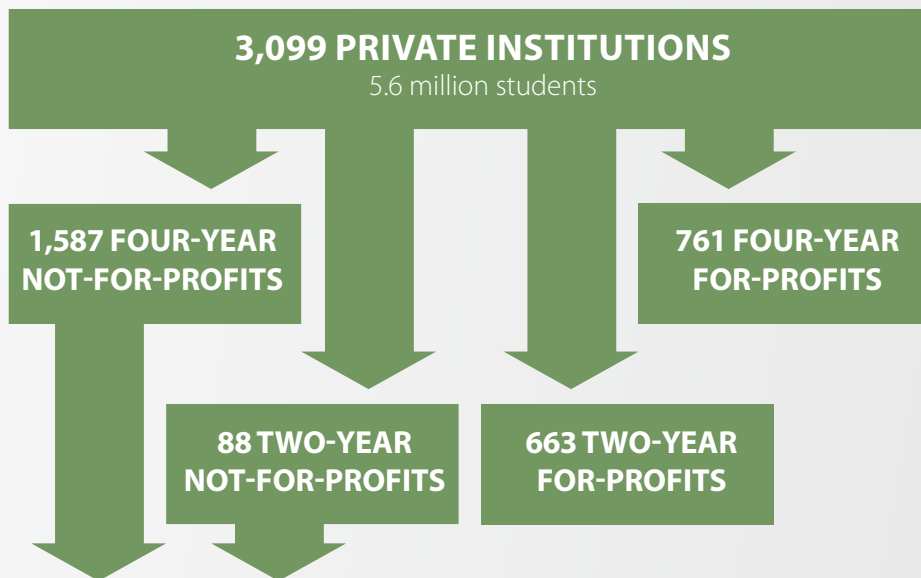 3,099 PRIVATE INSTITUTIONS
5.6 million students
1,587 FOUR-YEAR
NOT-FOR-PROFITS
761 FOUR-YEAR
FOR-PROFITS
88 TWO-YEAR
NOT-FOR-PROFITS
663 TWO-YEAR
FOR-PROFITS